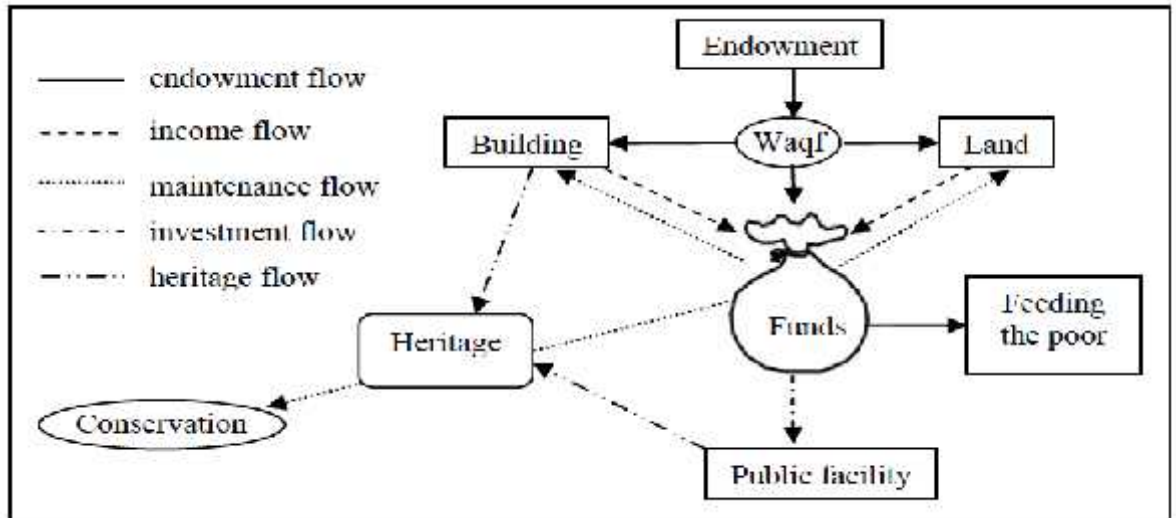 endowment flow
income flow
maintenance flow
investment flow
heritage flow
Endowment
Building
Waqf
Land
Funds
Feeding
the poor
Heritage
Conservation
Public facility